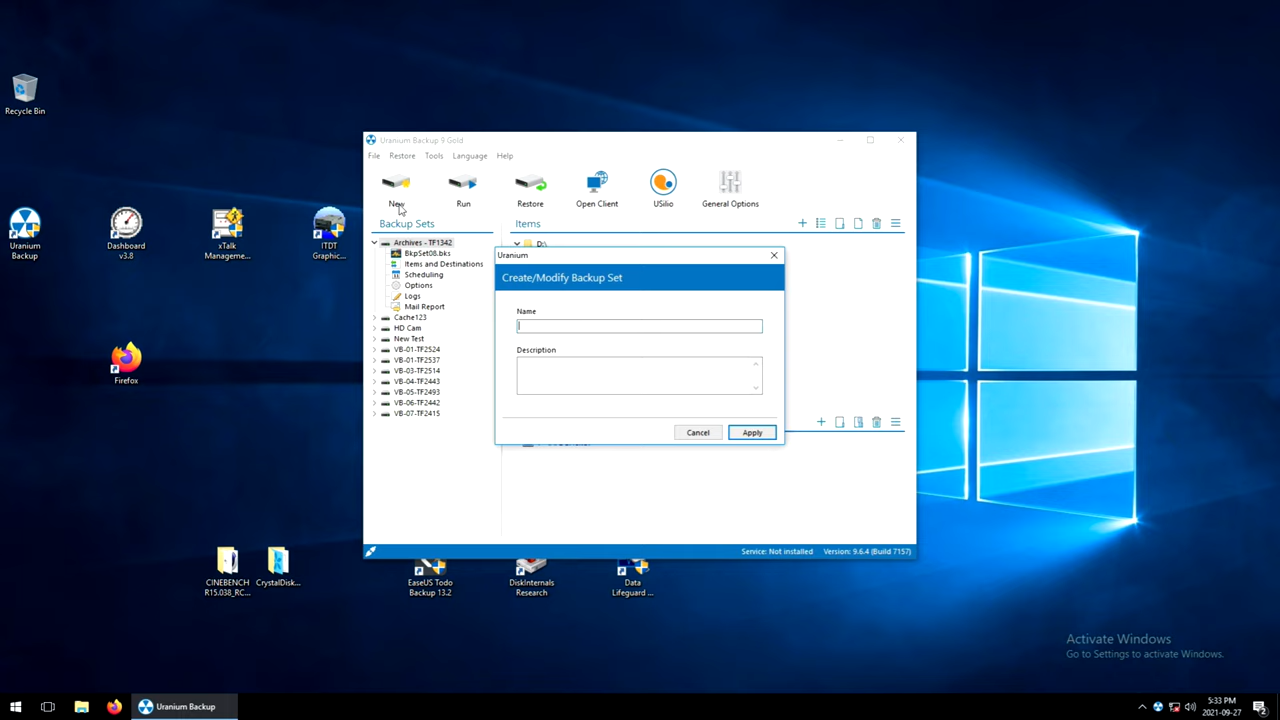 Recycle Bin
Uranium
Backup
Dashboard
v3.8
xTalk
Manageme...
ITDT
Graphic...
Firefox
CINEBENCH
R15.038_RC...
CrystalDisk...
EaseUS Todo
Backup 13.2
DiskInternals
Research
Data
Lifeguard ...
Uranium Backup 9 Gold
File Restore Tools Language Help
New Run Restore Open Client USilio General Options
Backup Sets
Archives - TF1342
BkpSet08.bks
Items and Destinations
Scheduling
Options
Logs
Mail Report
Cache123
HD Cam
New Test
VB-01-TF2524
VB-01-TF2537
VB-03-TF2514
VB-04-TF2443
VB-05-TF2493
VB-06-TF2442
VB-07-TF2415
Items
D:\
Uranium
Create/Modify Backup Set
Name
Description
Cancel Apply
Service: Not installed Version: 9.6.4 (Build 7157)
Activate Windows
Go to Settings to activate Windows.
Uranium Backup
5:33 PM
2021-09-27
2